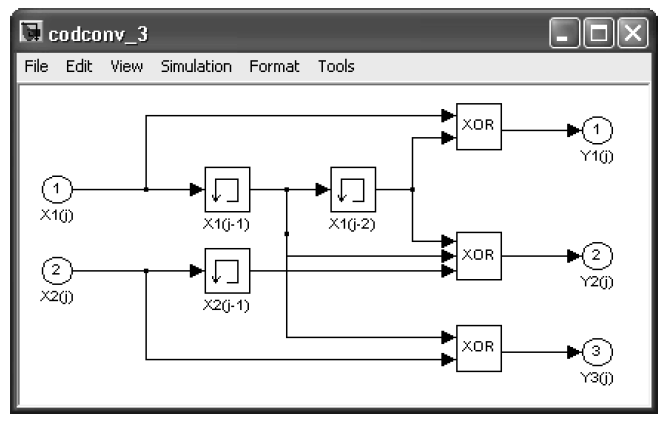 codconv_3
File Edit View Simulation Format Tools
XOR
1
Y1(j)
1
X1(j)
X1(j-1)
X1(j-2)
XOR
2
Y2(j)
2
X2(j)
X2(j-1)
XOR
3
Y3(j)